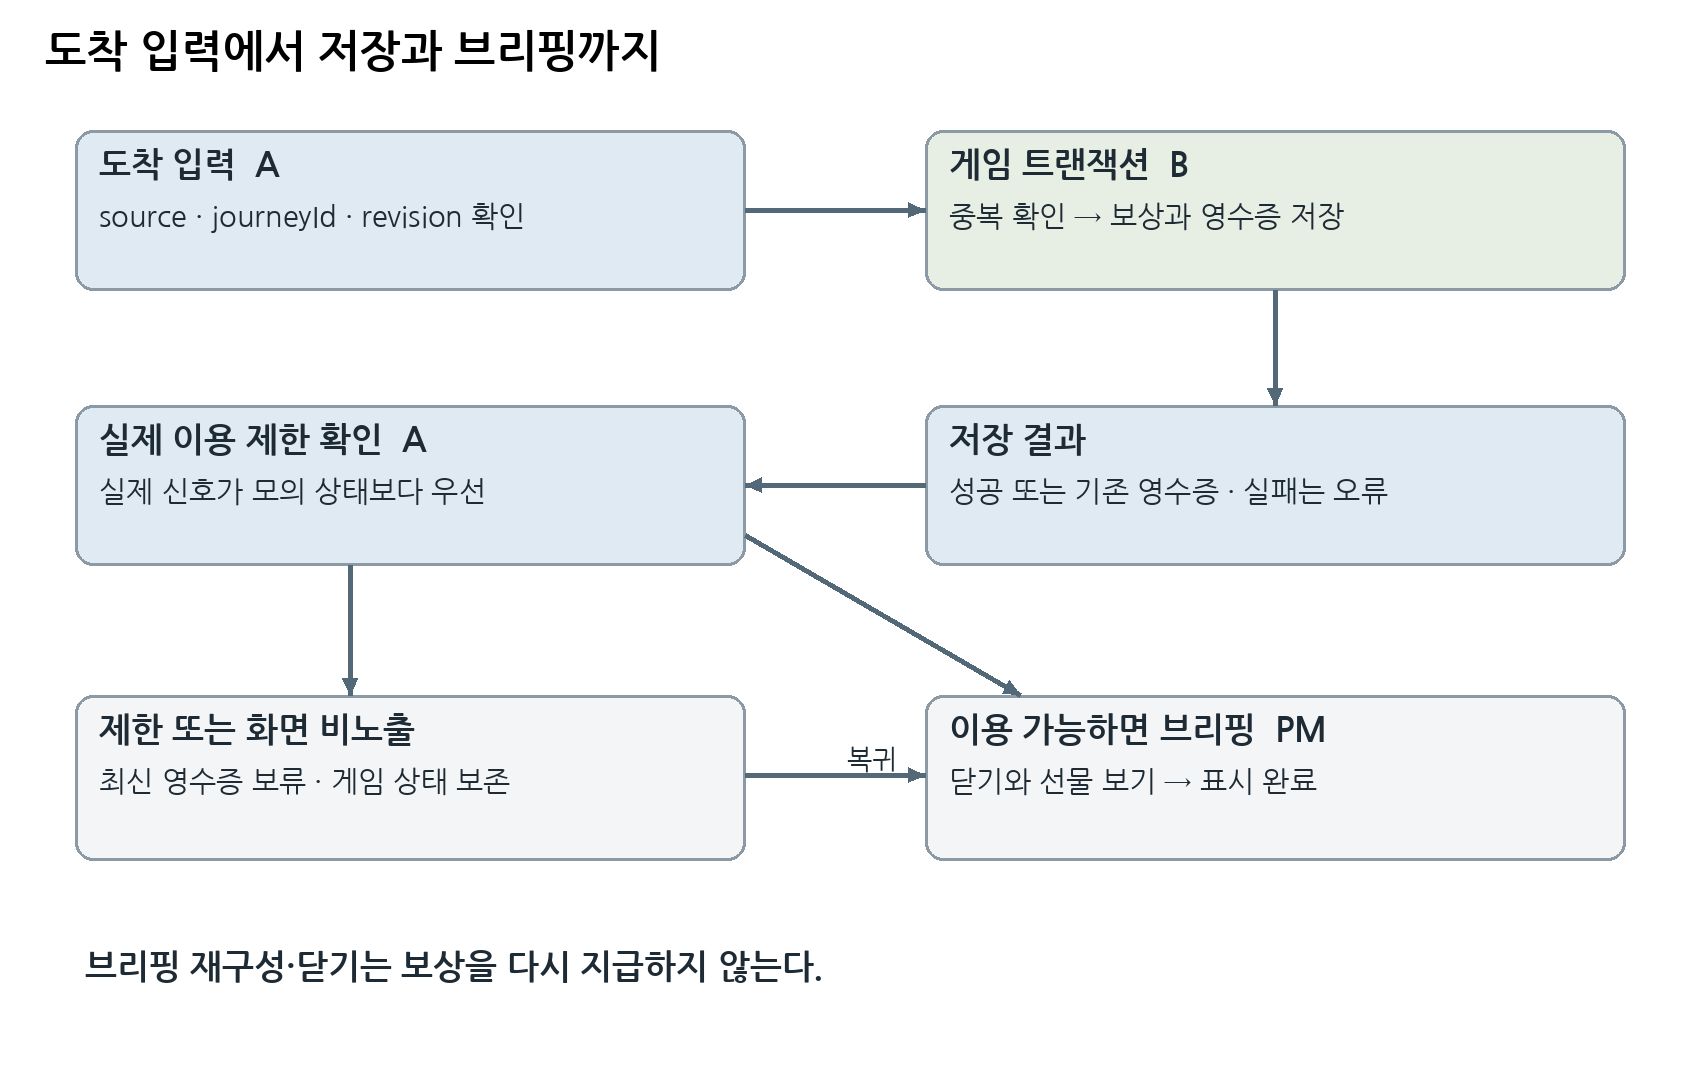 도착 입력에서 저장과 브리핑까지
도착 입력 A
source · journeyId · revision 확인
게임 트랜잭션 B
중복 확인 → 보상과 영수증 저장
실제 이용 제한 확인 A
실제 신호가 모의 상태보다 우선
저장 결과
성공 또는 기존 영수증 · 실패는 오류
제한 또는 화면 비노출
최신 영수증 보류 · 게임 상태 보존
복귀
이용 가능하면 브리핑 PM
닫기와 선물 보기 → 표시 완료
브리핑 재구성·닫기는 보상을 다시 지급하지 않는다.